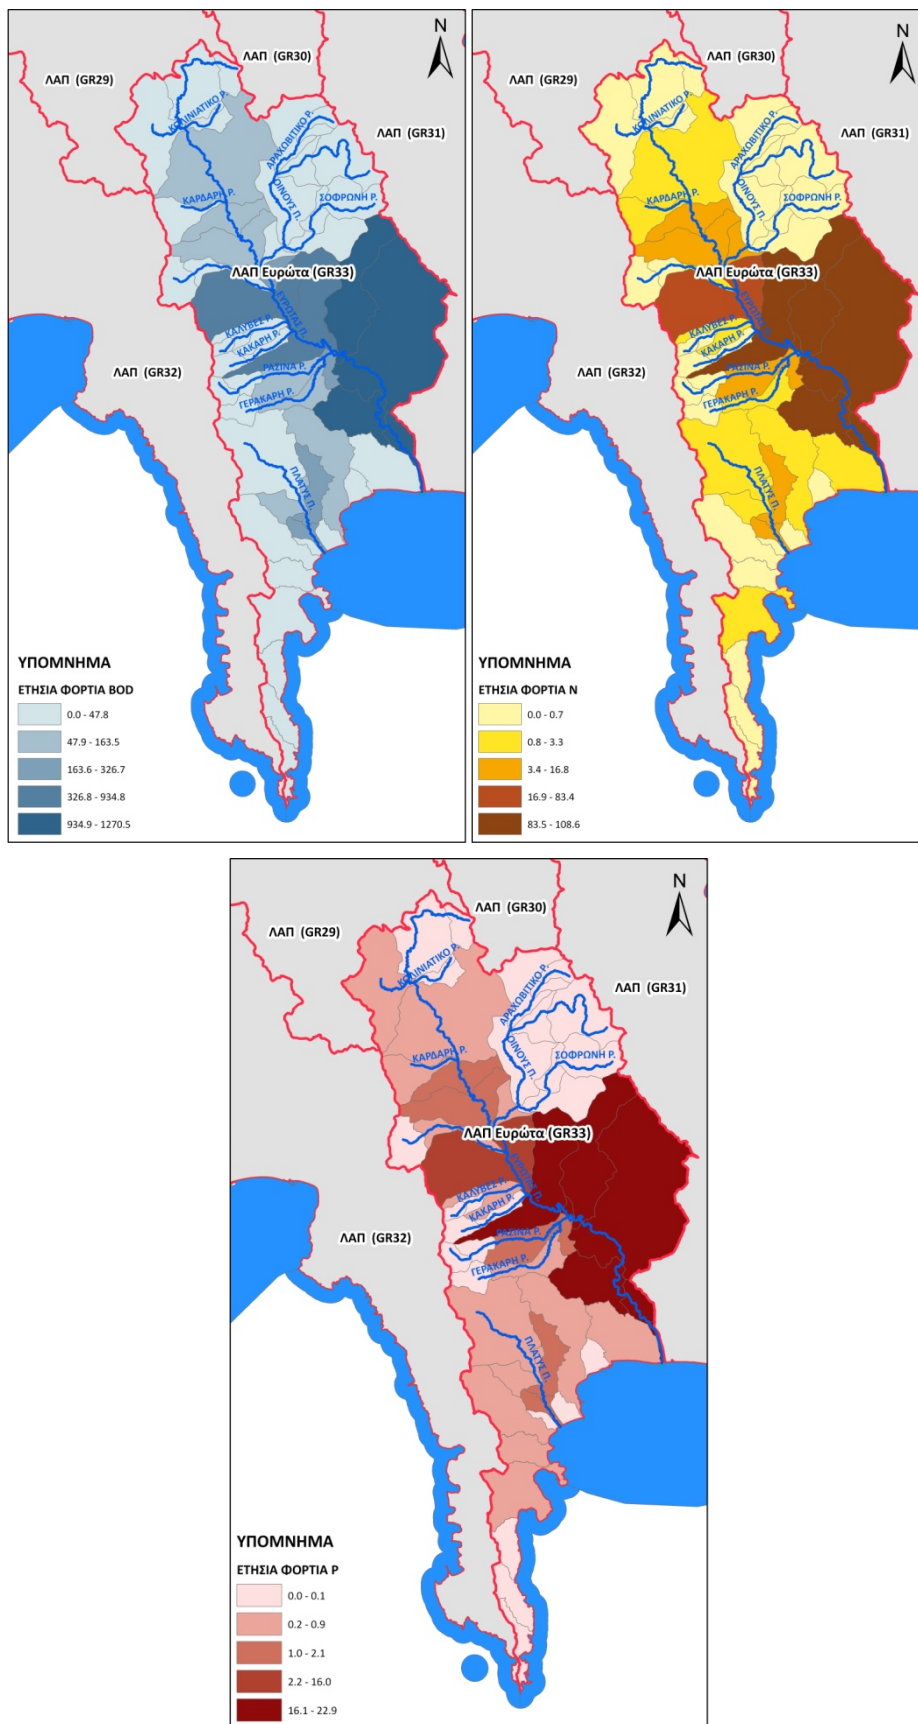 N
ΛΑΠ (GR30)
ΛΑΠ (GR29)
ΛΑΠ (GR31)
ΚΟΛΙΝΙΑΤΙΚΟ Ρ.
ΑΡΑΧΩΒΙΤΙΚΟ Ρ.
ΟΙΝΟΥΣ Π.
ΣΟΦΡΩΝΗ Ρ.
ΚΑΡΔΑΡΗ Ρ.
ΛΑΠ Ευρώτα (GR33)
ΕΥΡΩΤΑΣ Π.
ΚΑΛΥΒΕΣ Ρ.
ΚΑΚΑΡΗ Ρ.
ΛΑΠ (GR32)
ΡΑΣΙΝΑ Ρ.
ΓΕΡΑΚΑΡΗ Ρ.
ΠΛΑΤΥΣ Π.
ΥΠΟΜΝΗΜΑ
ΕΤΗΣΙΑ ΦΟΡΤΙΑ BOD
0.0 - 47.8
47.9 - 163.5
163.6 - 326.7
326.8 - 934.8
934.9 - 1270.5
N
ΛΑΠ (GR30)
ΛΑΠ (GR29)
ΛΑΠ (GR31)
ΚΟΛΙΝΙΑΤΙΚΟ Ρ.
ΑΡΑΧΩΒΙΤΙΚΟ Ρ.
ΟΙΝΟΥΣ Π.
ΣΟΦΡΩΝΗ Ρ.
ΚΑΡΔΑΡΗ Ρ.
ΛΑΠ Ευρώτα (GR33)
ΕΥΡΩΤΑΣ Π.
ΚΑΛΥΒΕΣ Ρ.
ΚΑΚΑΡΗ Ρ.
ΛΑΠ (GR32)
ΡΑΣΙΝΑ Ρ.
ΓΕΡΑΚΑΡΗ Ρ.
ΠΛΑΤΥΣ Π.
ΥΠΟΜΝΗΜΑ
ΕΤΗΣΙΑ ΦΟΡΤΙΑ N
0.0 - 0.7
0.8 - 3.3
3.4 - 16.8
16.9 - 83.4
83.5 - 108.6
N
ΛΑΠ (GR30)
ΛΑΠ (GR29)
ΛΑΠ (GR31)
ΚΟΛΙΝΙΑΤΙΚΟ Ρ.
ΑΡΑΧΩΒΙΤΙΚΟ Ρ.
ΟΙΝΟΥΣ Π.
ΣΟΦΡΩΝΗ Ρ.
ΚΑΡΔΑΡΗ Ρ.
ΛΑΠ Ευρώτα (GR33)
ΕΥΡΩΤΑΣ Π.
ΚΑΛΥΒΕΣ Ρ.
ΚΑΚΑΡΗ Ρ.
ΛΑΠ (GR32)
ΡΑΣΙΝΑ Ρ.
ΓΕΡΑΚΑΡΗ Ρ.
ΠΛΑΤΥΣ Π.
ΥΠΟΜΝΗΜΑ
ΕΤΗΣΙΑ ΦΟΡΤΙΑ P
0.0 - 0.1
0.2 - 0.9
1.0 - 2.1
2.2 - 16.0
16.1 - 22.9